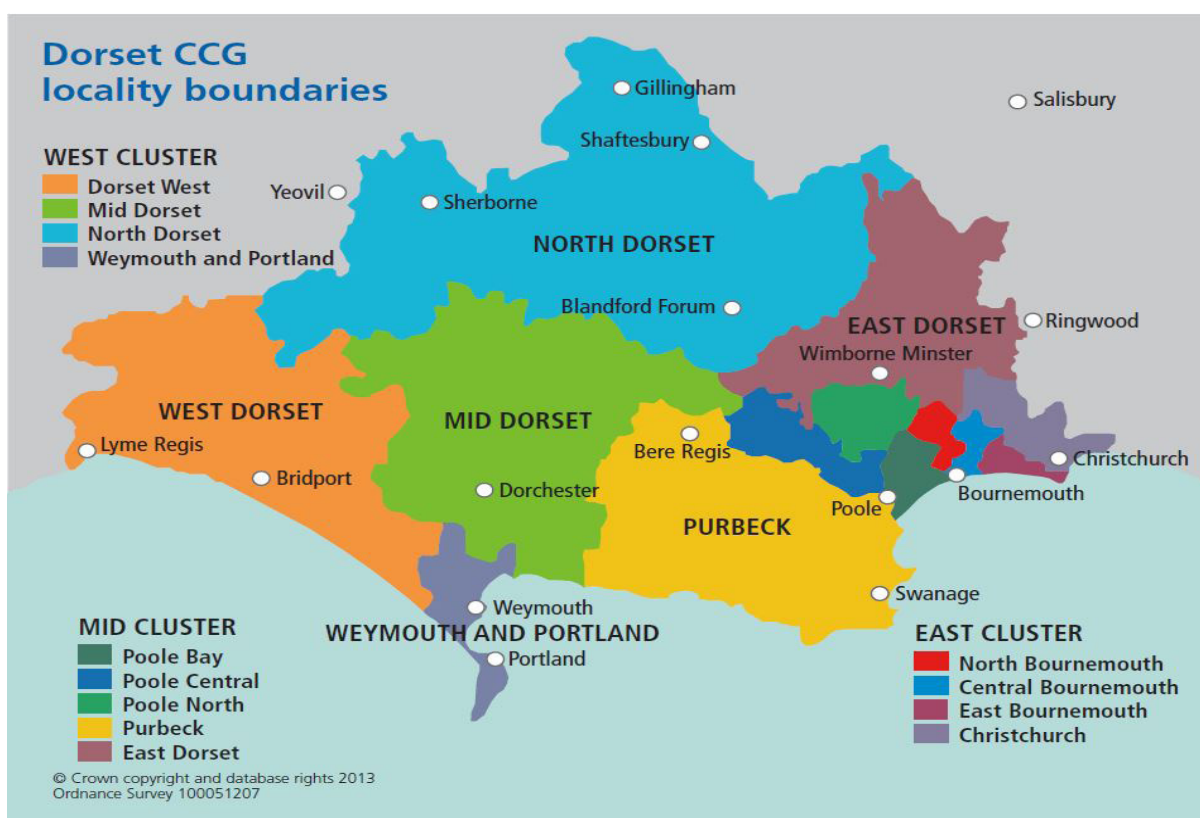 Dorset CCG
locality boundaries
WEST CLUSTER
Dorset West
Mid Dorset
North Dorset
Weymouth and Portland
Gillingham
Salisbury
Shaftesbury
Yeovil
Sherborne
NORTH DORSET
Blandford Forum
EAST DORSET
Ringwood
Wimborne Minster
WEST DORSET
MID DORSET
Lyme Regis
Bere Regis
Christchurch
Bridport
Dorchester
Bournemouth
Poole
PURBECK
Swanage
Weymouth
WEYMOUTH AND PORTLAND
Portland
MID CLUSTER
Poole Bay
Poole Central
Poole North
Purbeck
East Dorset
EAST CLUSTER
North Bournemouth
Central Bournemouth
East Bournemouth
Christchurch
© Crown copyright and database rights 2013
Ordnance Survey 100051207